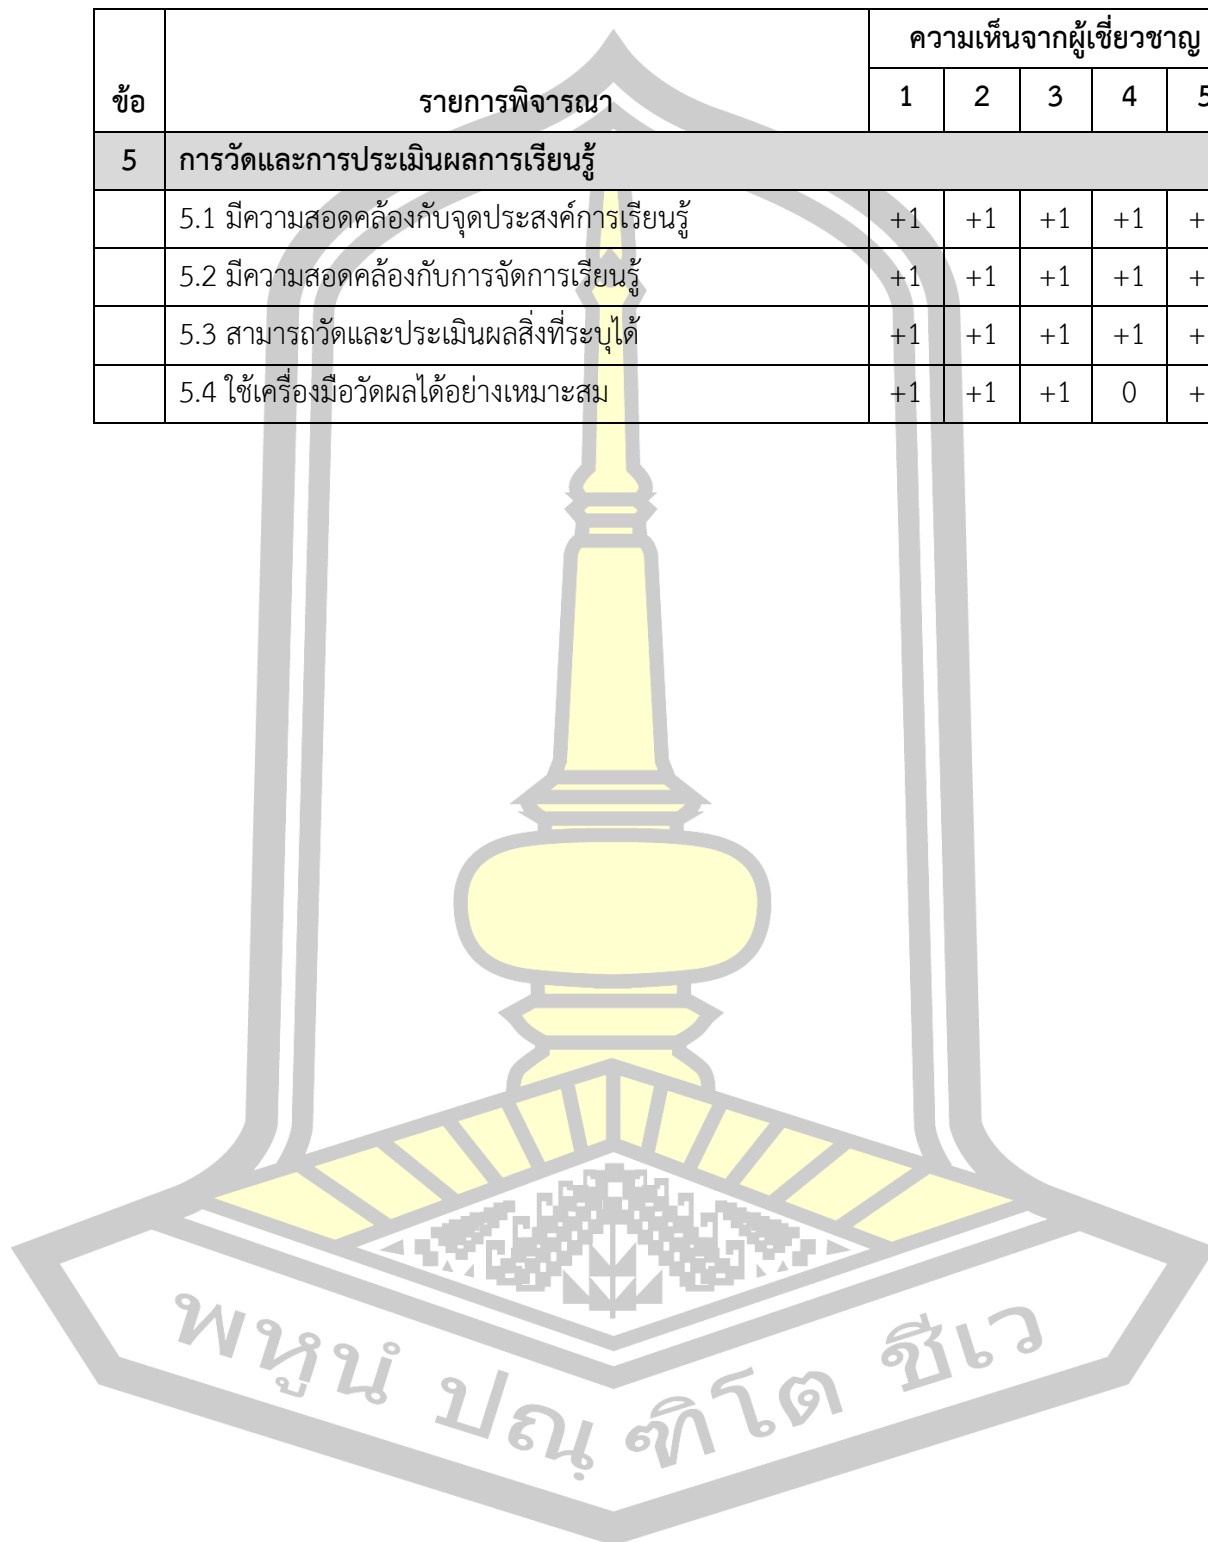 ข้อ รายการพิจารณา ความเห็นจากผู้เชี่ยวชาญ
1 2 3 4 5
5 การวัดและการประเมินผลการเรียนรู้
5.1 มีความสอดคล้องกับจุดประสงค์การเรียนรู้ +1 +1 +1 +1 +
5.2 มีความสอดคล้องกับการจัดการเรียนรู้ +1 +1 +1 +1 +
5.3 สามารถวัดและประเมินผลสิ่งที่ระบุได้ +1 +1 +1 +1 +
5.4 ใช้เครื่องมือวัดผลได้อย่างเหมาะสม +1 +1 +1 0 +
พหูนํ ปณฺฑิโต ชีเว